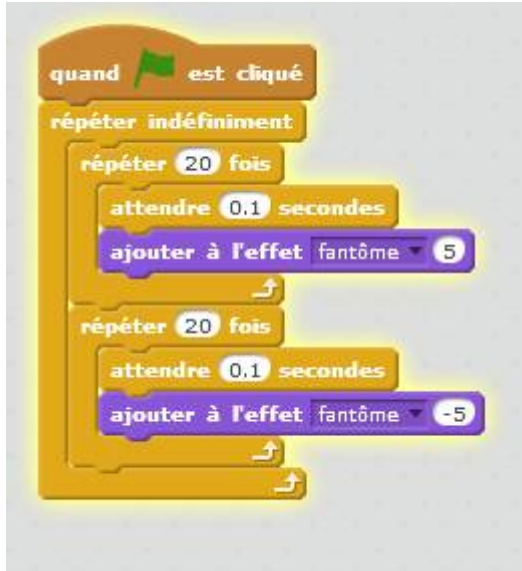 quand est cliqué
répéter indéfiniment
répéter 20 fois
attendre 0.1 secondes
ajouter à l'effet fantôme 5
répéter 20 fois
attendre 0.1 secondes
ajouter à l'effet fantôme -5